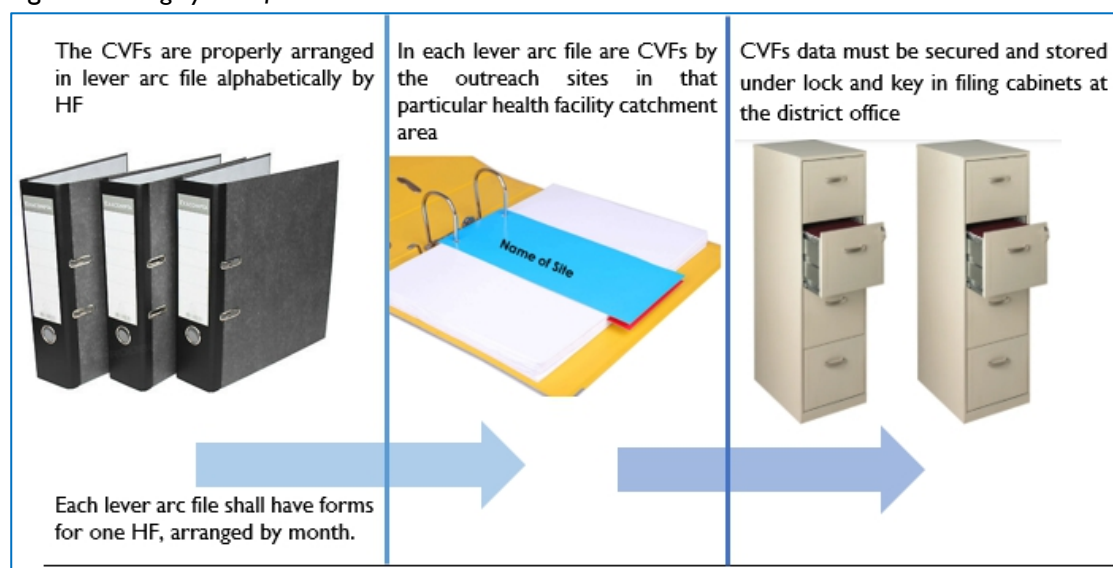 The CVFs are properly arranged
in lever arc file alphabetically by
HF
Each lever arc file shall have forms
for one HF, arranged by month.
In each lever arc file are CVFs by
the outreach sites in that
particular health facility catchment
area
Name of Site
CVFs data must be secured and stored
under lock and key in filing cabinets at
the district office